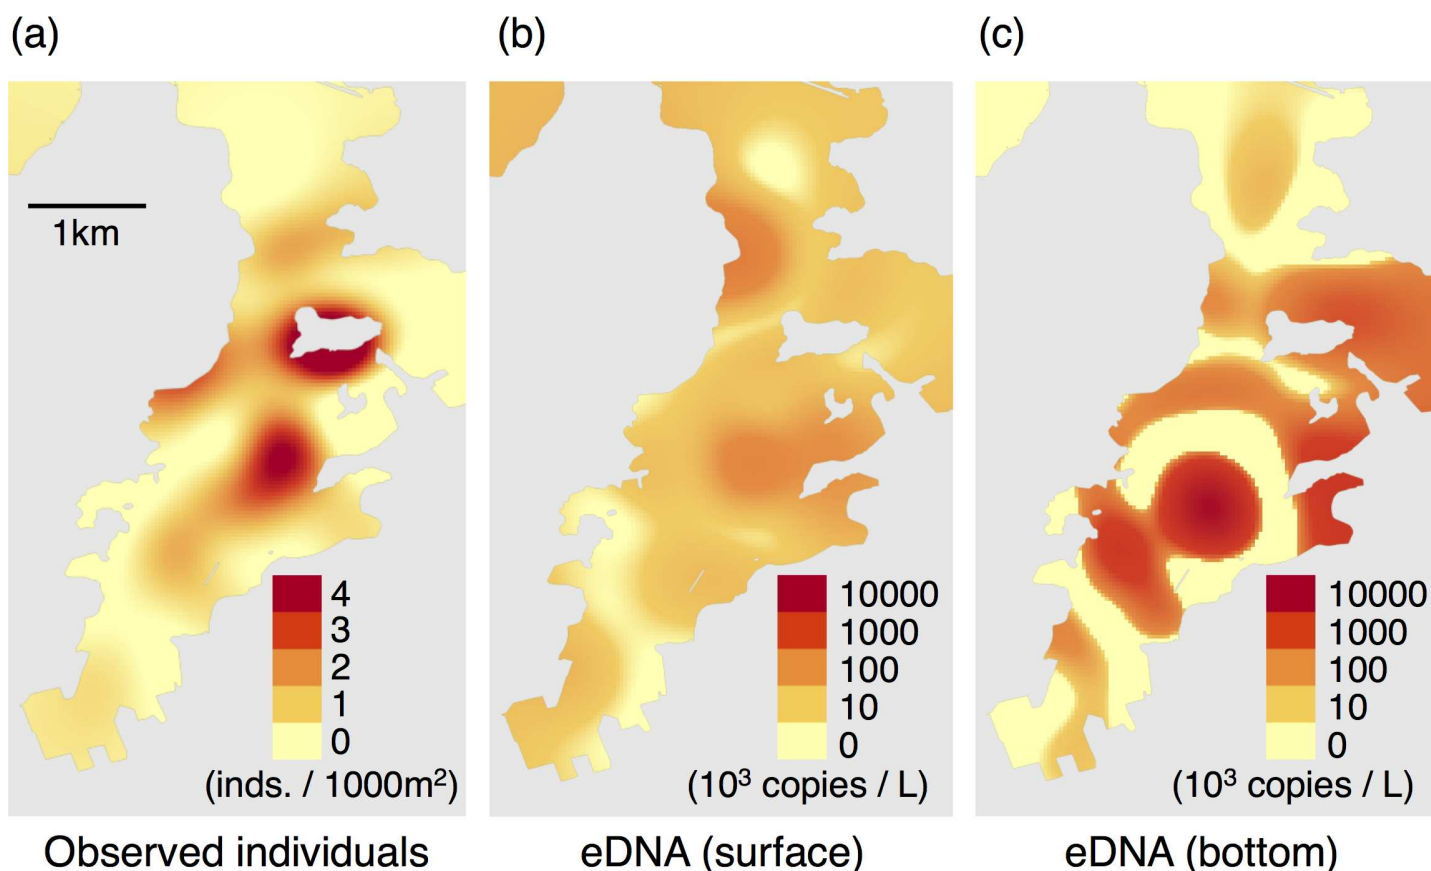 (a)
(b)
(c)
1km
4
3
2
1
0
(inds. / 1000m²)
10000
1000
100
10
0
(10³ copies / L)
10000
1000
100
10
0
(10³ copies / L)
Observed individuals
eDNA (surface)
eDNA (bottom)